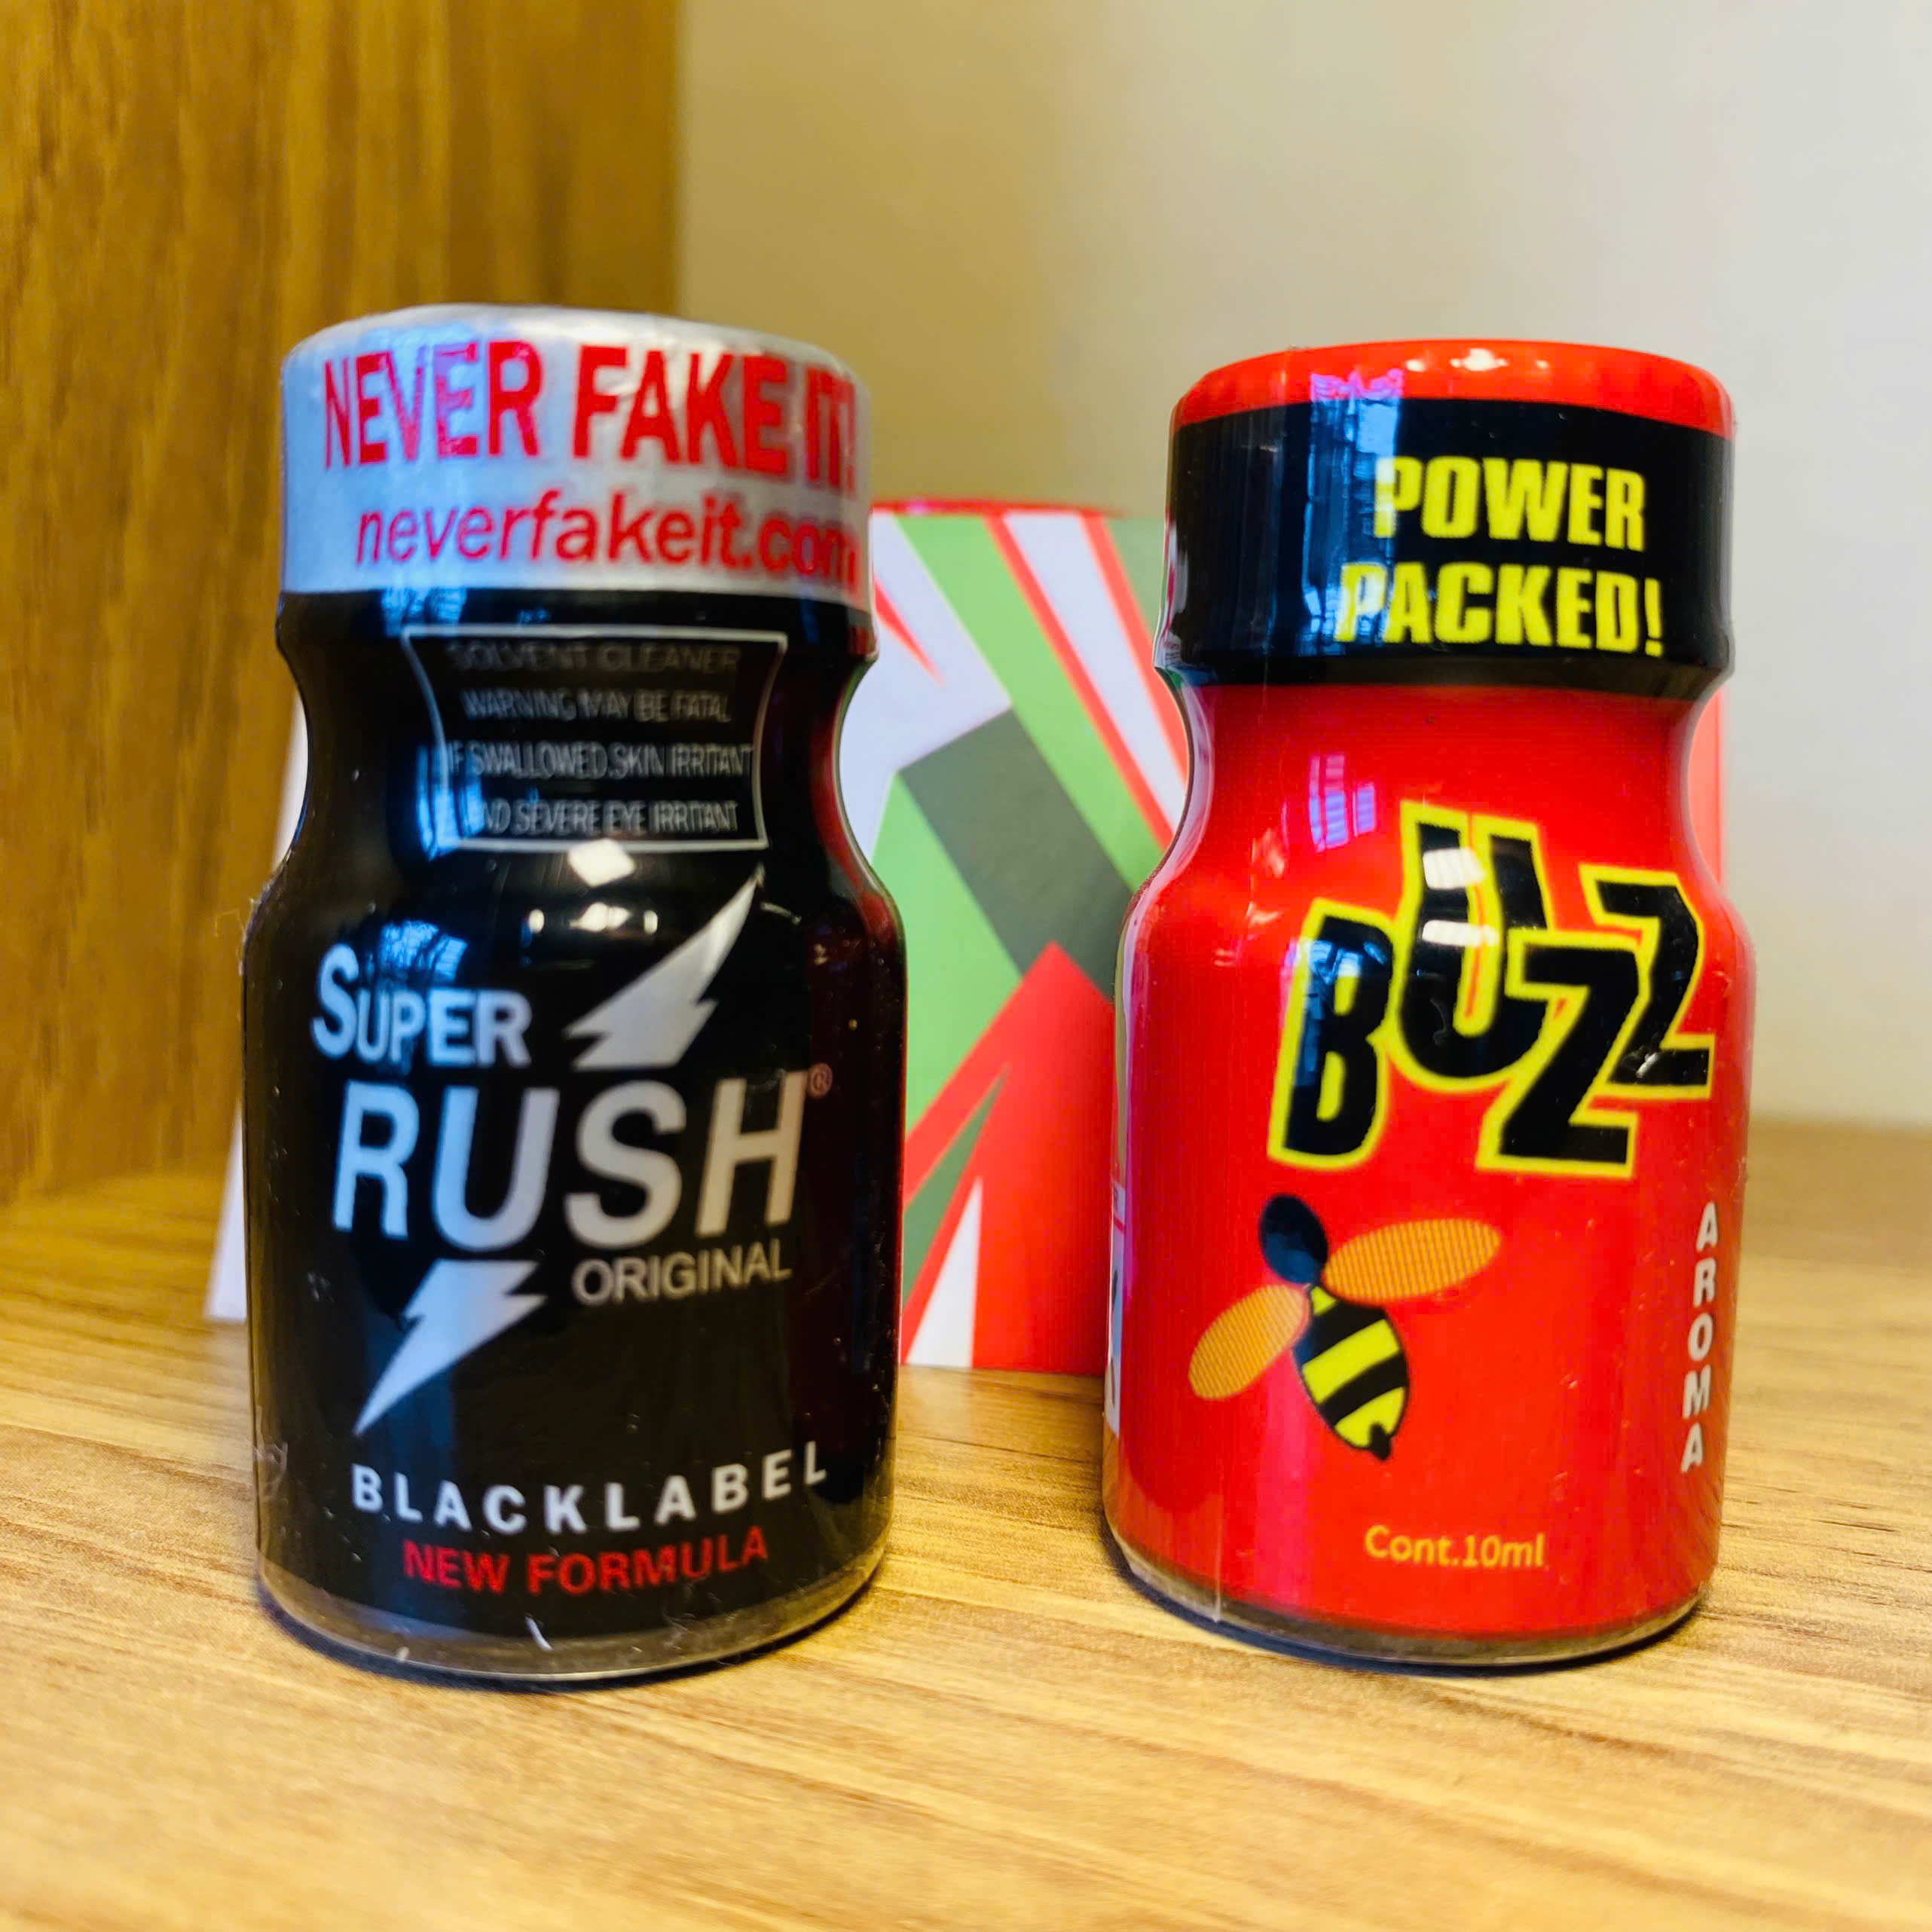 NEVER FAKE IT!
neverfakeit.com
SOLVENT CLEANER
WARNING MAY BE FATAL
IF SWALLOWED.SKIN IRRITANT
AND SEVERE EYE IRRITANT
SUPER
RUSH®
ORIGINAL
BLACKLABEL
NEW FORMULA
POWER
PACKED!
BUZZ
AROMA
Cont.10ml